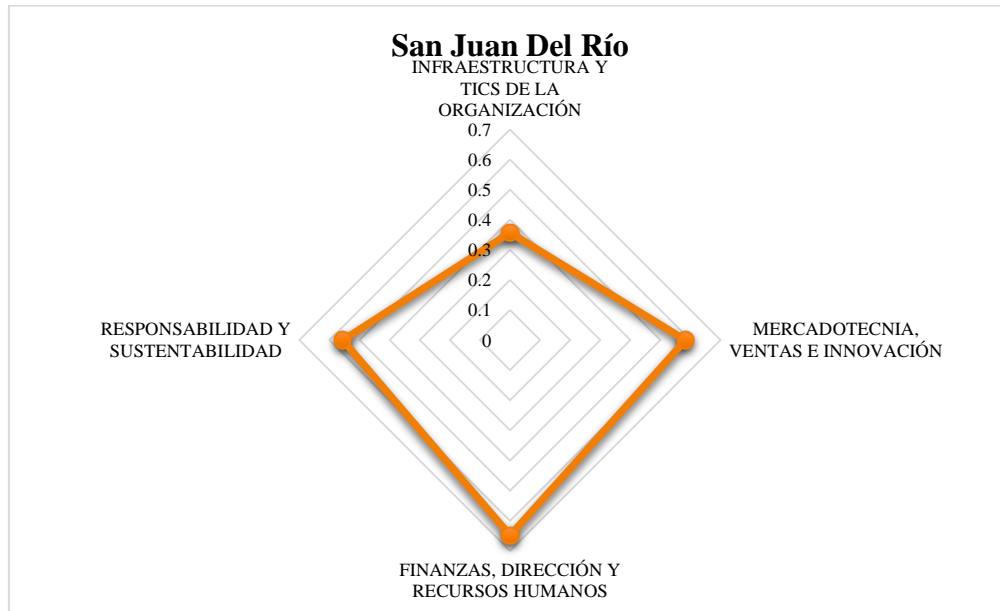 San Juan Del Río
INFRAESTRUCTURA Y
TICS DE LA
ORGANIZACIÓN
0.7
0.6
0.5
0.4
0.3
0.2
0.1
0
RESPONSABILIDAD Y
SUSTENTABILIDAD
MERCADOTECNIA,
VENTAS E INNOVACIÓN
FINANZAS, DIRECCIÓN Y
RECURSOS HUMANOS